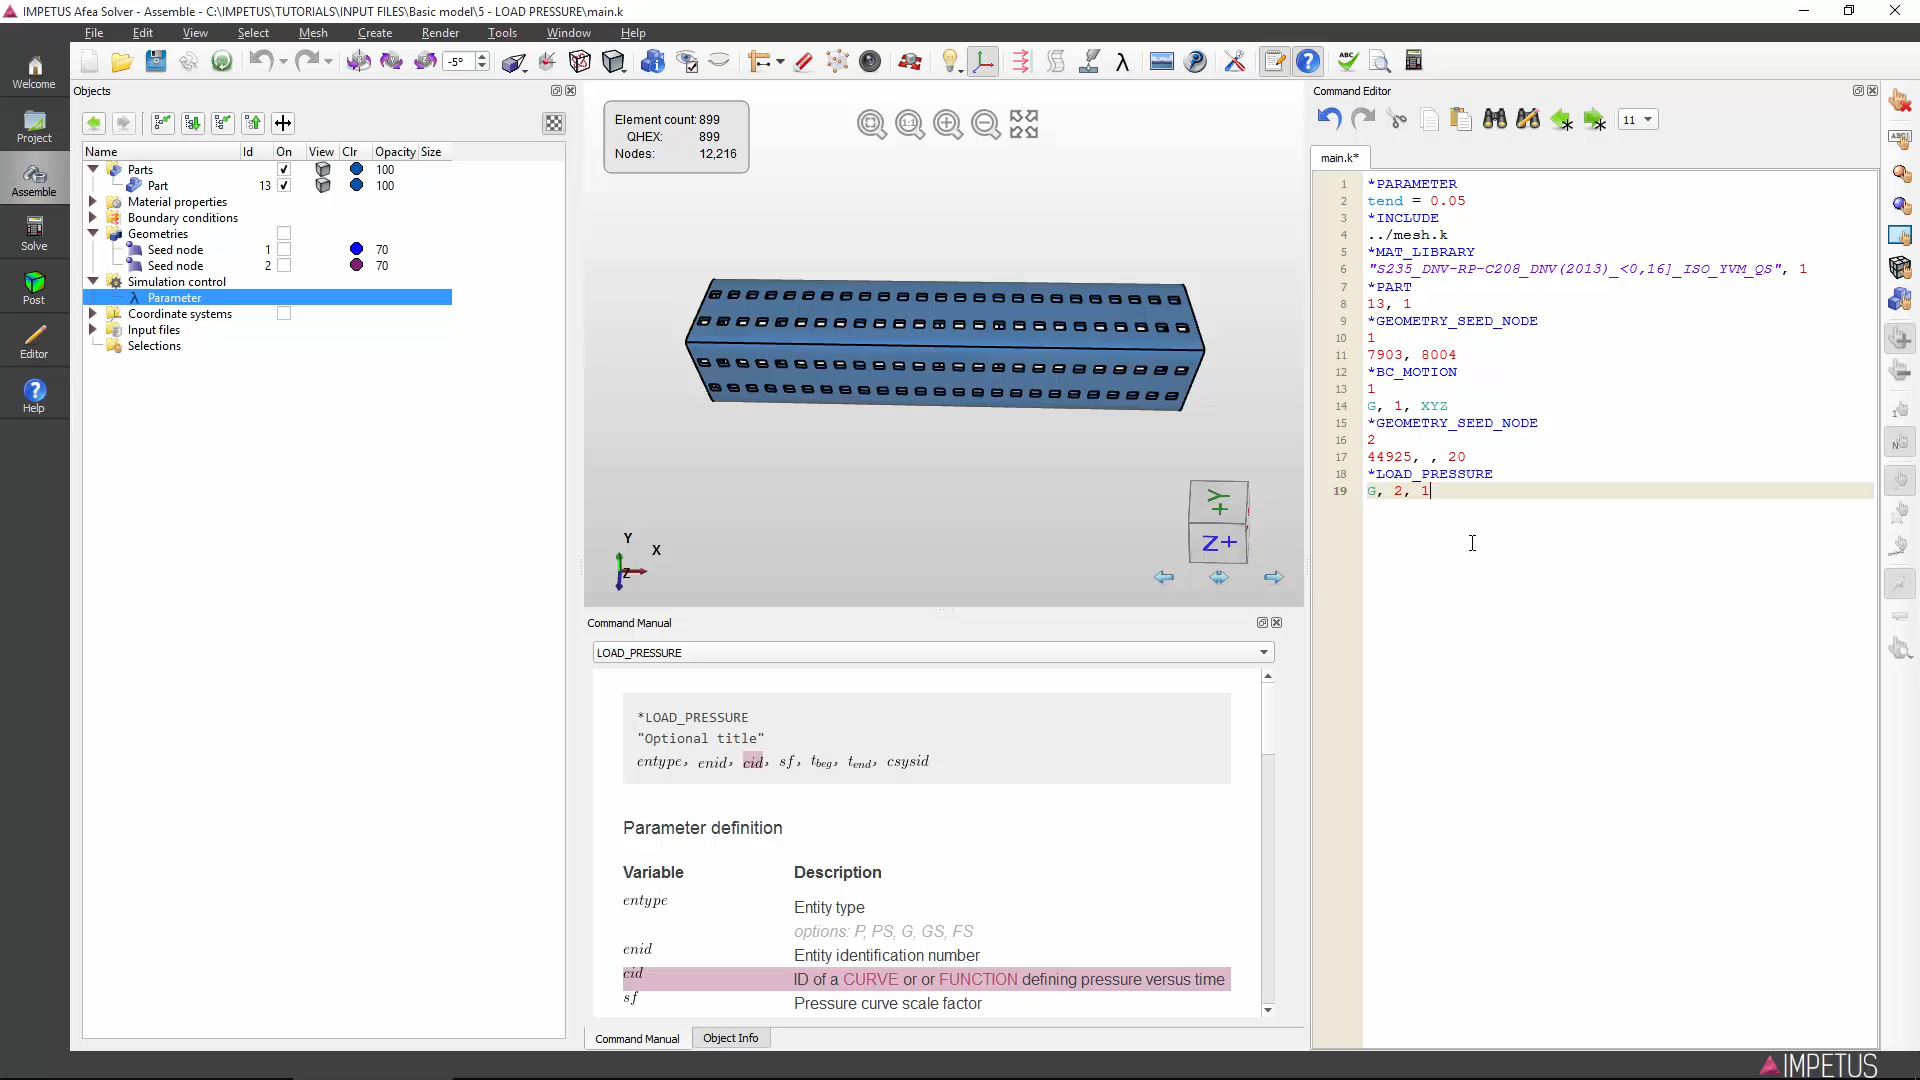 IMPETUS Afea Solver - Assemble - C:\IMPETUS\TUTORIALS\INPUT FILES\Basic model\5 - LOAD PRESSURE\main.k
File Edit View Select Mesh Create Render Tools Window Help
Welcome
Project
Assemble
Solve
Post
Editor
Help
-5°
ABC
Objects
Name Id On View Clr Opacity Size
Parts 100
Part 13 100
Material properties
Boundary conditions
Geometries
Seed node 1 70
Seed node 2 70
Simulation control
λ Parameter
Coordinate systems
Input files
Selections
Element count: 899
QHEX: 899
Nodes: 12,216
1:1
Y
X
Z
Y+
Z+
Command Manual
LOAD_PRESSURE
*LOAD_PRESSURE
"Optional title"
entype, enid, cid, sf, tbeg, tend, csysid
Parameter definition
Variable Description
entype Entity type
options: P, PS, G, GS, FS
enid Entity identification number
cid ID of a CURVE or or FUNCTION defining pressure versus time
sf Pressure curve scale factor
Command Manual Object Info
Command Editor
11
main.k*
1 *PARAMETER
2 tend = 0.05
3 *INCLUDE
4 ../mesh.k
5 *MAT_LIBRARY
6 "S235_DNV-RP-C208_DNV(2013)_<0,16]_ISO_YVM_QS", 1
7 *PART
8 13, 1
9 *GEOMETRY_SEED_NODE
10 1
11 7903, 8004
12 *BC_MOTION
13 1
14 G, 1, XYZ
15 *GEOMETRY_SEED_NODE
16 2
17 44925, , 20
18 *LOAD_PRESSURE
19 G, 2, 1
IMPETUS